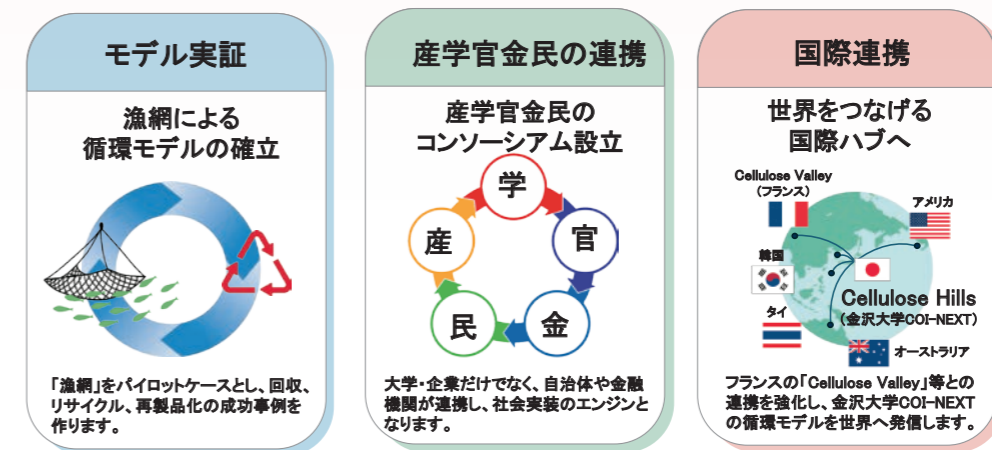 モデル実証
漁網による
循環モデルの確立
「漁網」をパイロットケースとし、回収、
リサイクル、再製品化の成功事例を
作ります。
産学官金民の連携
産学官金民の
コンソーシアム設立
学
官
金
民
産
大学・企業だけでなく、自治体や金融
機関が連携し、社会実装のエンジンと
なります。
国際連携
世界をつなげる
国際ハブへ
Cellulose Valley
(フランス)
アメリカ
韓国
タイ
Cellulose Hills
(金沢大学COI-NEXT)
オーストラリア
フランスの「Cellulose Valley」等との
連携を強化し、金沢大学COI-NEXT
の循環モデルを世界へ発信します。